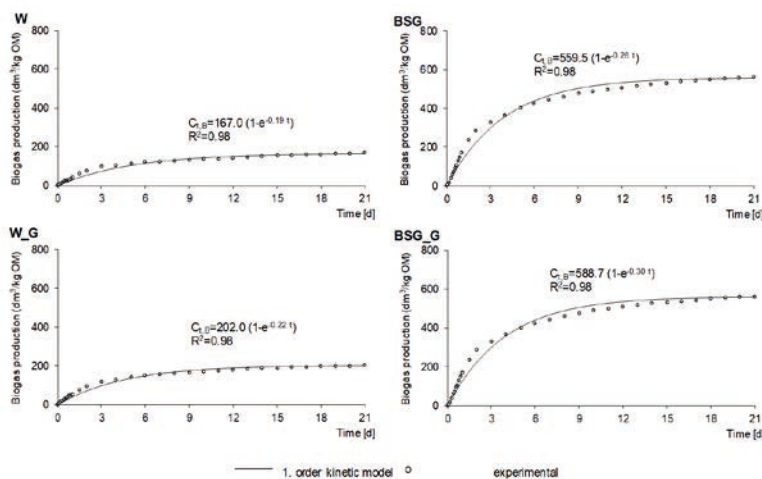 W
Biogas production (dm³/kg OM)
800
600
400
200
0
C_t,B=167.0 (1-e^-0.19 t)
R²=0.98
0 3 6 9 12 15 18 21
Time [d]
BSG
Biogas production (dm³/kg OM)
800
600
400
200
0
C_t,B=559.5 (1-e^-0.26 t)
R²=0.98
0 3 6 9 12 15 18 21
Time [d]
W_G
Biogas production (dm³/kg OM)
800
600
400
200
0
C_t,B=202.0 (1-e^-0.22 t)
R²=0.98
0 3 6 9 12 15 18 21
Time [d]
BSG_G
Biogas production (dm³/kg OM)
800
600
400
200
0
C_t,B=588.7 (1-e^-0.30 t)
R²=0.98
0 3 6 9 12 15 18 21
Time [d]
1. order kinetic model experimental